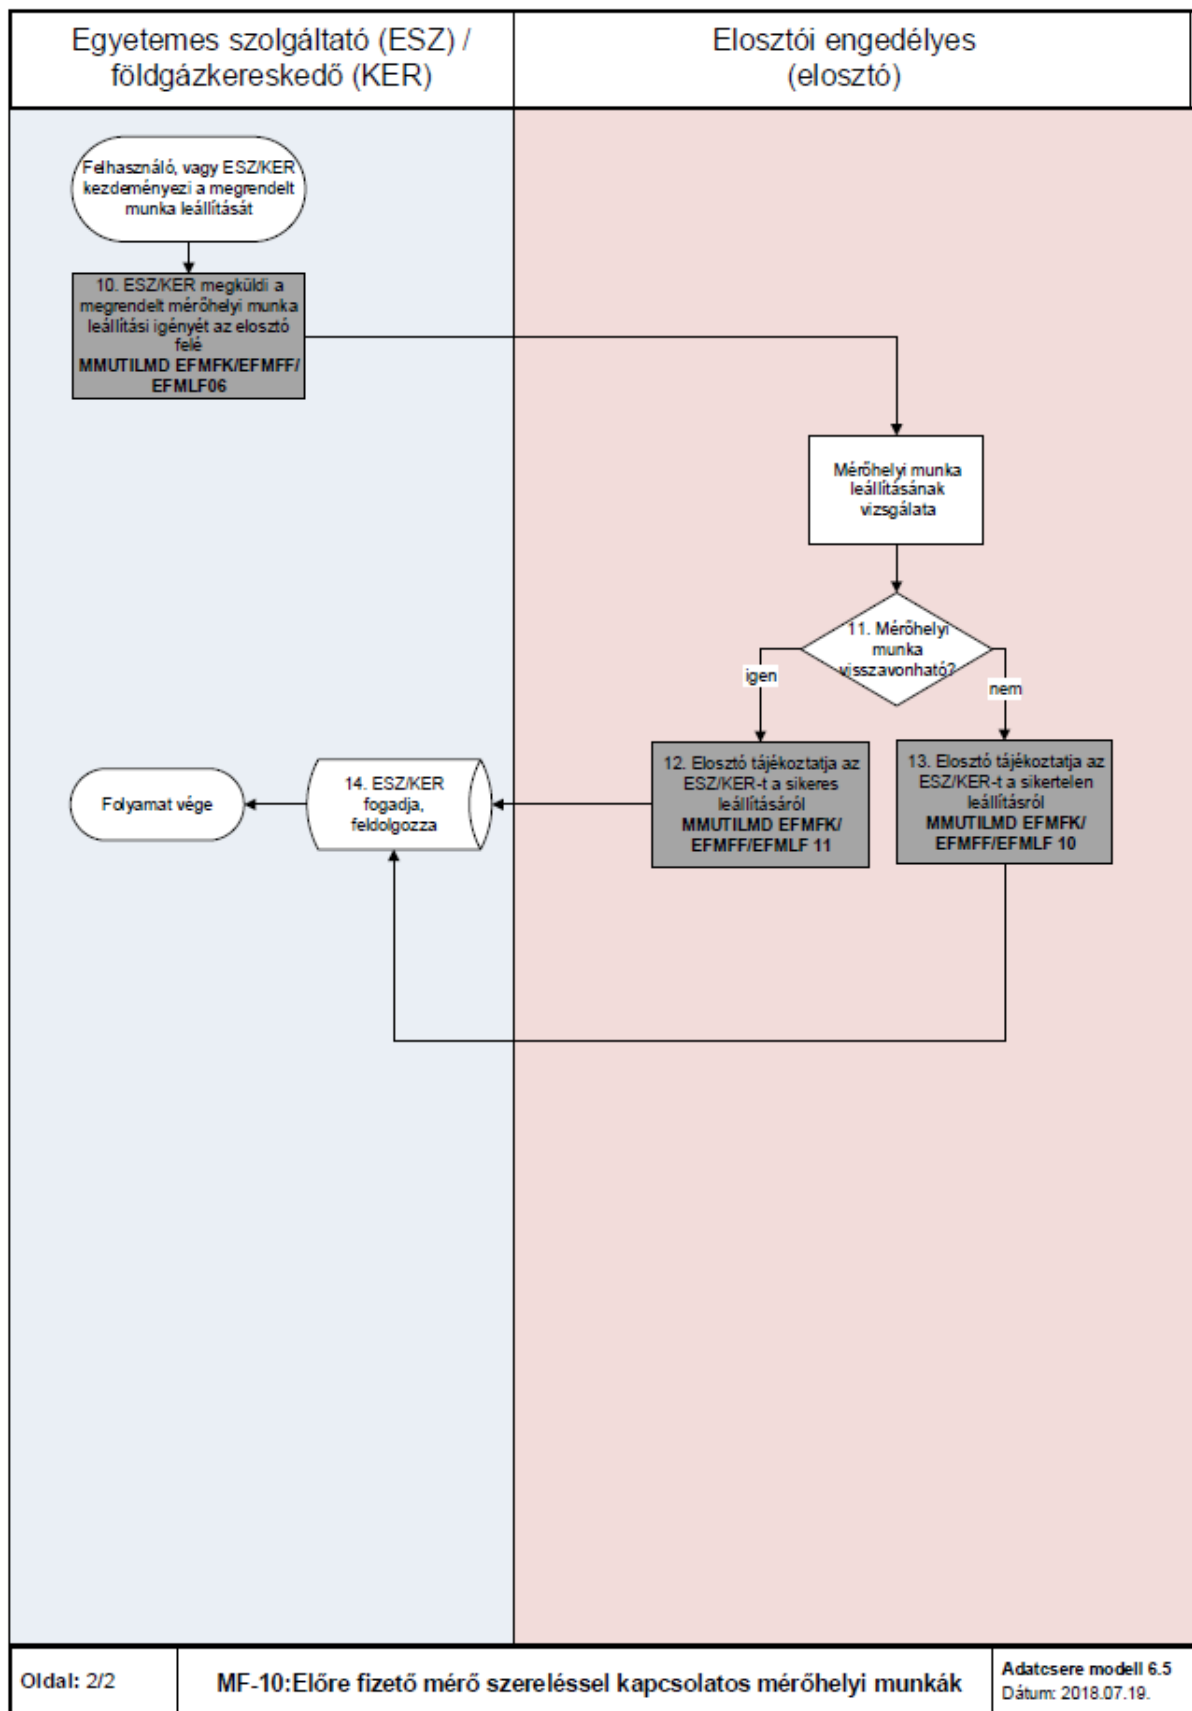 Egyetemes szolgáltató (ESZ) /
földgázkereskedő (KER)
Elosztói engedélyes
(elosztó)
Felhasználó, vagy ESZ/KER
kezdeményezi a megrendelt
munka leállítását
10. ESZ/KER megküldi a
megrendelt mérőhelyi munka
leállítási igényét az elosztó
felé
MMUTILMD EFMFK/EFMFF/
EFMLF06
Mérőhelyi munka
leállításának
vizsgálata
11. Mérőhelyi
munka
visszavonható?
igen
nem
12. Elosztó tájékoztatja az
ESZ/KER-t a sikeres
leállításáról
MMUTILMD EFMFK/
EFMFF/EFMLF 11
13. Elosztó tájékoztatja az
ESZ/KER-t a sikertelen
leállításról
MMUTILMD EFMFK/
EFMFF/EFMLF 10
14. ESZ/KER
fogadja,
feldolgozza
Folyamat vége
Oldal: 2/2
MF-10:Előre fizető mérő szereléssel kapcsolatos mérőhelyi munkák
Adatcsere modell 6.5
Dátum: 2018.07.19.